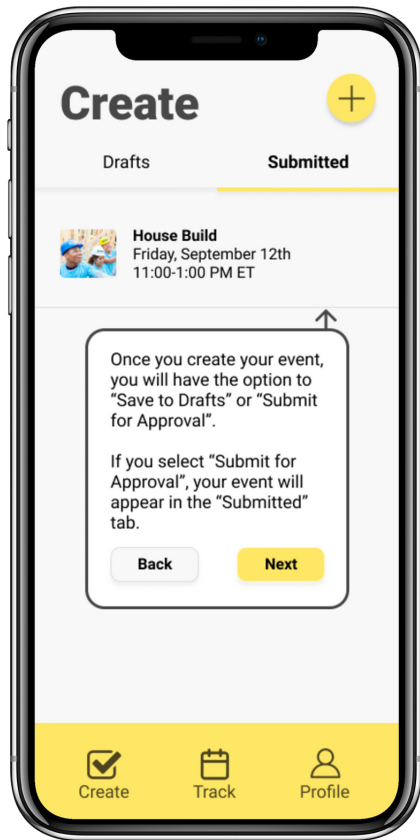 Create
Drafts
Submitted
House Build
Friday, September 12th
11:00-1:00 PM ET
Once you create your event,
you will have the option to
“Save to Drafts” or “Submit
for Approval”.
If you select “Submit for
Approval”, your event will
appear in the “Submitted”
tab.
Back
Next
Create
Track
Profile